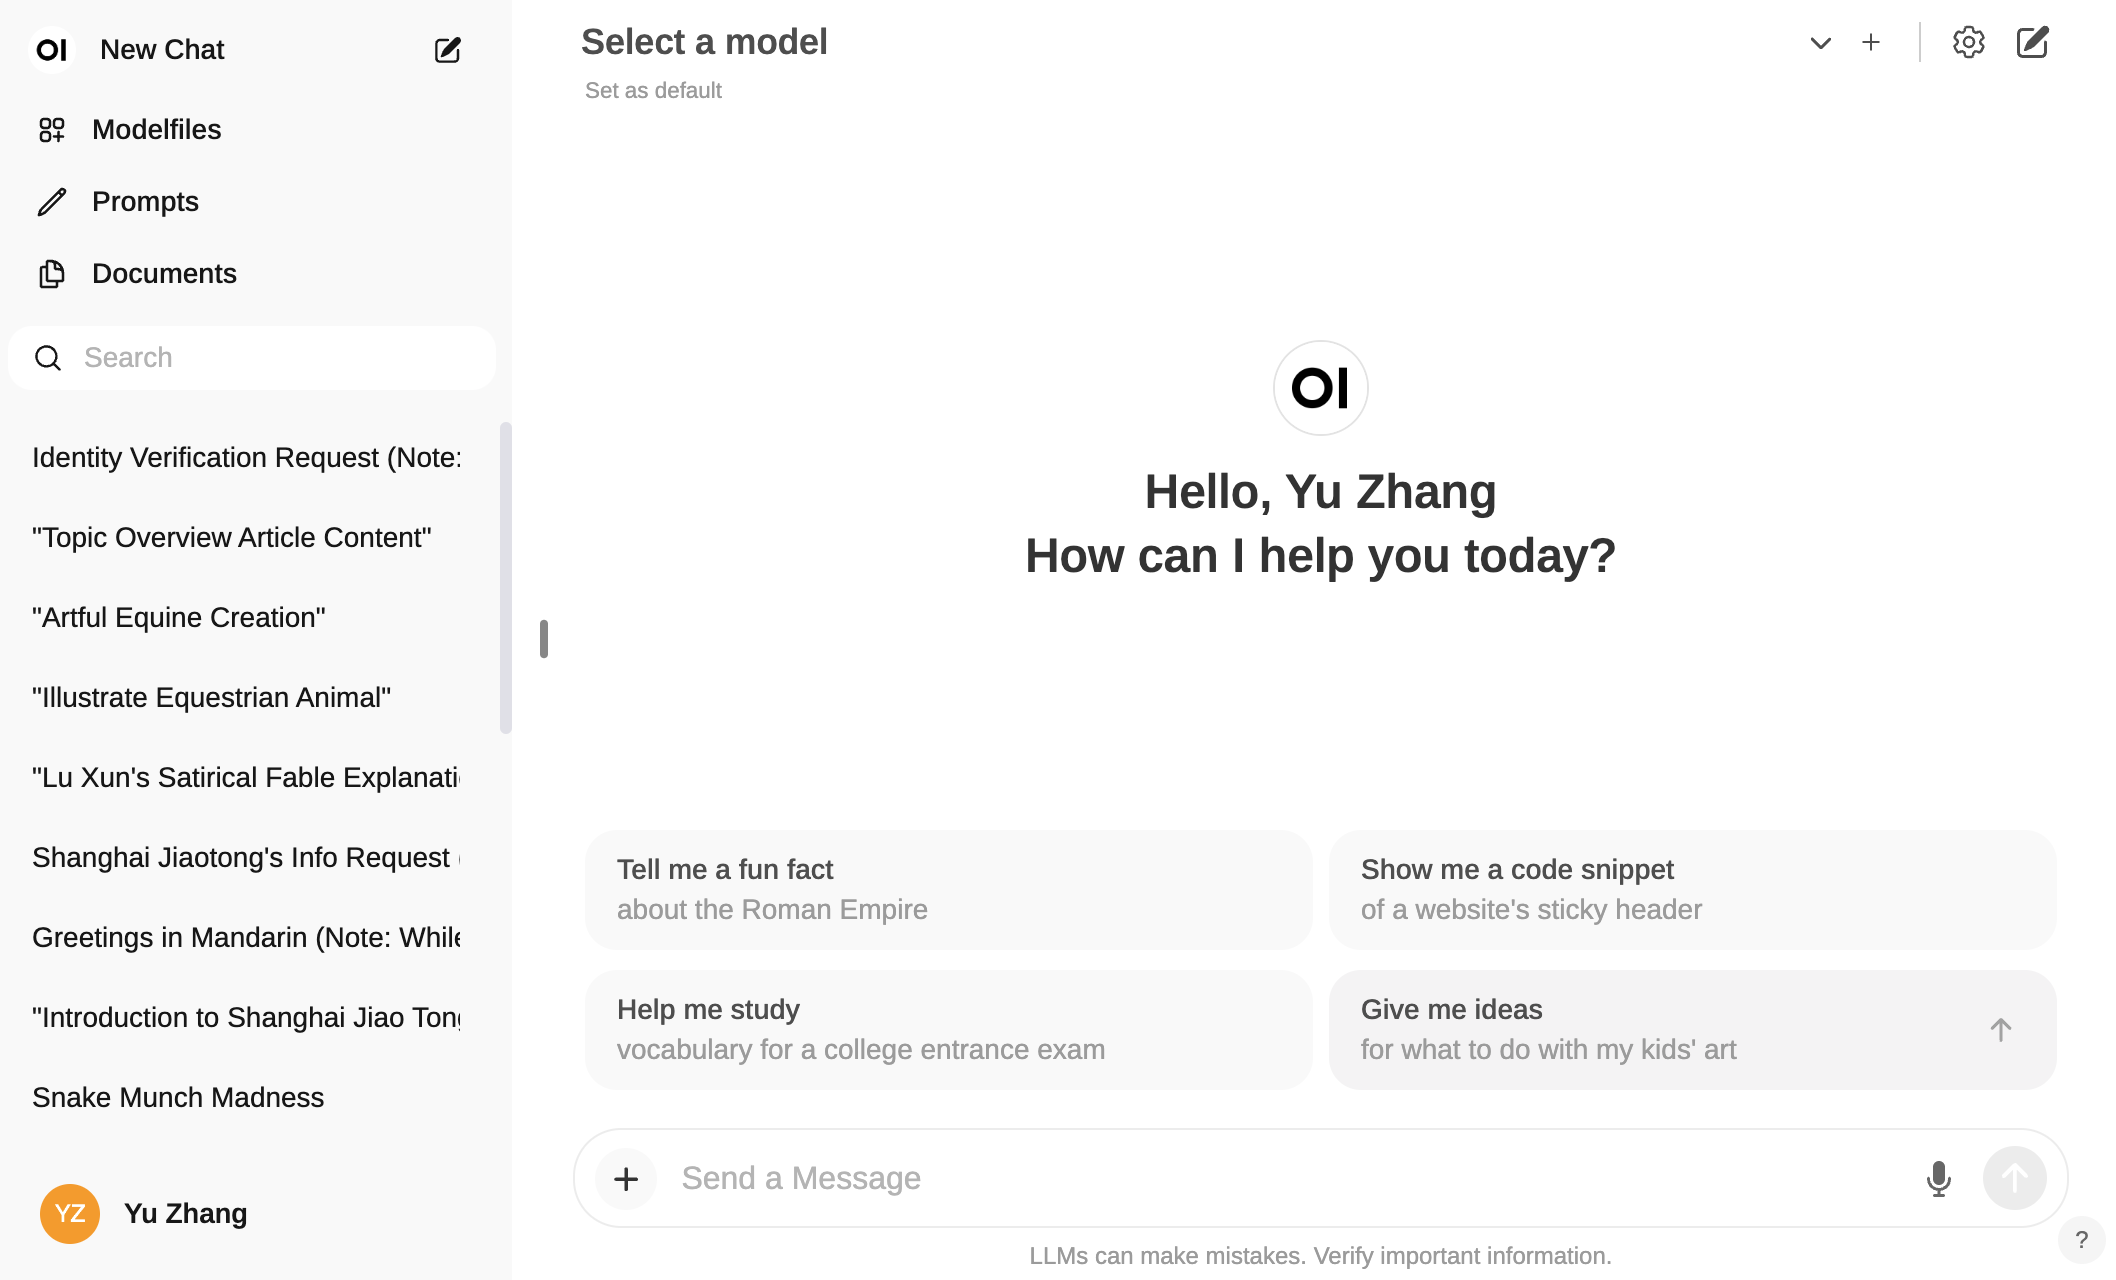 OI New Chat
Modelfiles
Prompts
Documents
Search
Identity Verification Request (Note:
"Topic Overview Article Content"
"Artful Equine Creation"
"Illustrate Equestrian Animal"
"Lu Xun's Satirical Fable Explanati
Shanghai Jiaotong's Info Request
Greetings in Mandarin (Note: While
"Introduction to Shanghai Jiao Tong
Snake Munch Madness
YZ Yu Zhang
Select a model
Set as default
OI
Hello, Yu Zhang
How can I help you today?
Tell me a fun fact
about the Roman Empire
Show me a code snippet
of a website's sticky header
Help me study
vocabulary for a college entrance exam
Give me ideas
for what to do with my kids' art
Send a Message
LLMs can make mistakes. Verify important information.
?